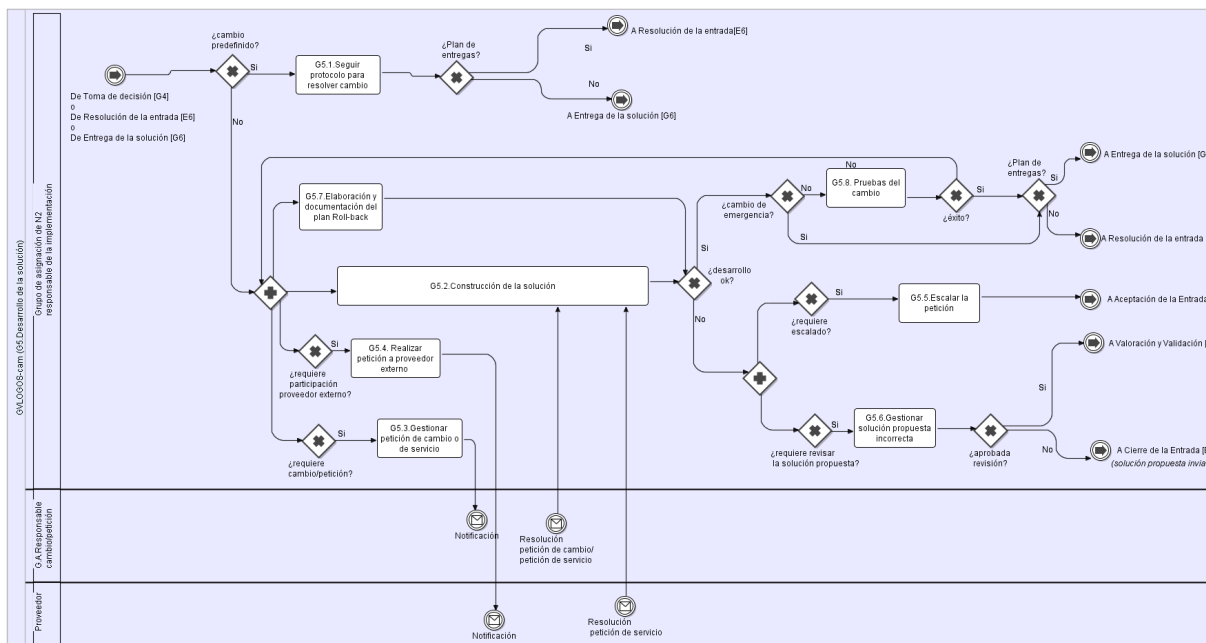 GVLOGOS-cam (G5.Desarrollo de la solución)
Grupo de asignación de N2
responsable de la implementación
¿cambio
predefinido?
De Toma de decisión [G4]
o
De Resolución de la entrada [E6]
o
De Entrega de la solución [G6]
Si
No
G5.1.Seguir
protocolo para
resolver cambio
¿Plan de
entregas?
Si
A Resolución de la entrada[E6]
No
A Entrega de la solución [G6]
G5.7.Elaboración y
documentación del
plan Roll-back
G5.2.Construcción de la solución
¿requiere
participación
proveedor externo?
Si
G5.4. Realizar
petición a proveedor
externo
¿requiere
cambio/petición?
Si
G5.3.Gestionar
petición de cambio o
de servicio
¿desarrollo
ok?
Si
No
¿cambio de
emergencia?
No
Si
G5.8. Pruebas del
cambio
No
¿éxito?
Si
¿Plan de
entregas?
Si
A Entrega de la solución [G
No
A Resolución de la entrada
¿requiere
escalado?
Si
G5.5.Escalar la
petición
A Aceptación de la Entrada
¿requiere revisar
la solución propuesta?
Si
G5.6.Gestionar
solución propuesta
incorrecta
¿aprobada
revisión?
Si
A Valoración y Validación [
No
A Cierre de la Entrada [E
(solución propuesta invia
G.A.Responsable
cambio/petición
Notificación
Resolución
petición de cambio/
petición de servicio
Proveedor
Notificación
Resolución
petición de servicio